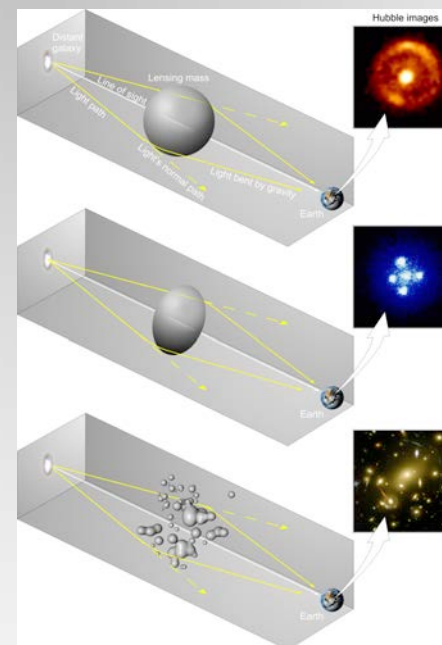 Hubble images
Distant
galaxy
Lensing mass
Line of sight
Light path
Light's normal path
Light bent by gravity
Earth
Earth
Earth